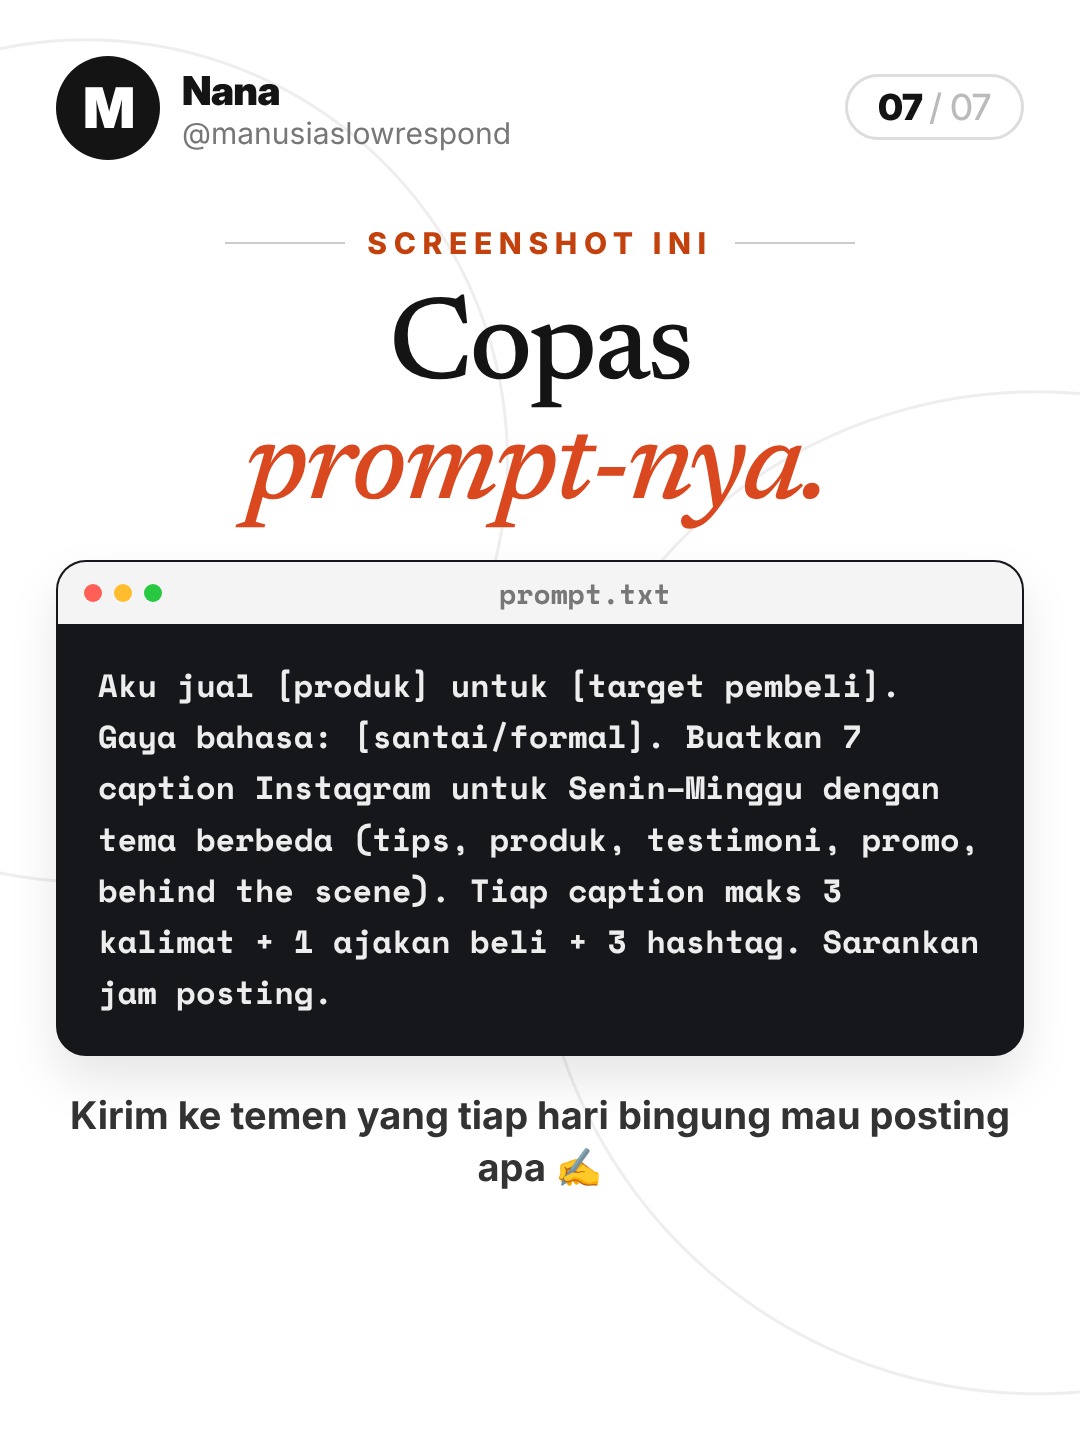 M
Nana
@manusiaslowrespond
07 / 07
SCREENSHOT INI
Copas
prompt-nya.
prompt.txt
Aku jual [produk] untuk [target pembeli].
Gaya bahasa: [santai/formal]. Buatkan 7
caption Instagram untuk Senin–Minggu dengan
tema berbeda (tips, produk, testimoni, promo,
behind the scene). Tiap caption maks 3
kalimat + 1 ajakan beli + 3 hashtag. Sarankan
jam posting.
Kirim ke temen yang tiap hari bingung mau posting
apa ✍️